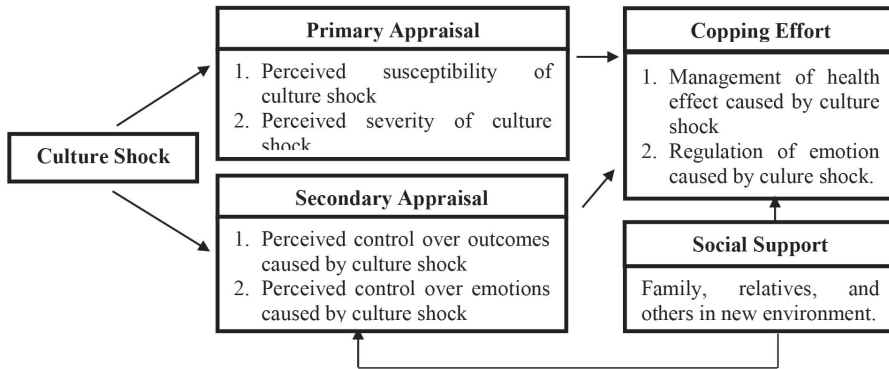 Culture Shock
Primary Appraisal
1. Perceived susceptibility of
culture shock
2. Perceived severity of culture
shock
Secondary Appraisal
1. Perceived control over outcomes
caused by culture shock
2. Perceived control over emotions
caused by culture shock
Copping Effort
1. Management of health
effect caused by culture
shock
2. Regulation of emotion
caused by culure shock.
Social Support
Family, relatives, and
others in new environment.